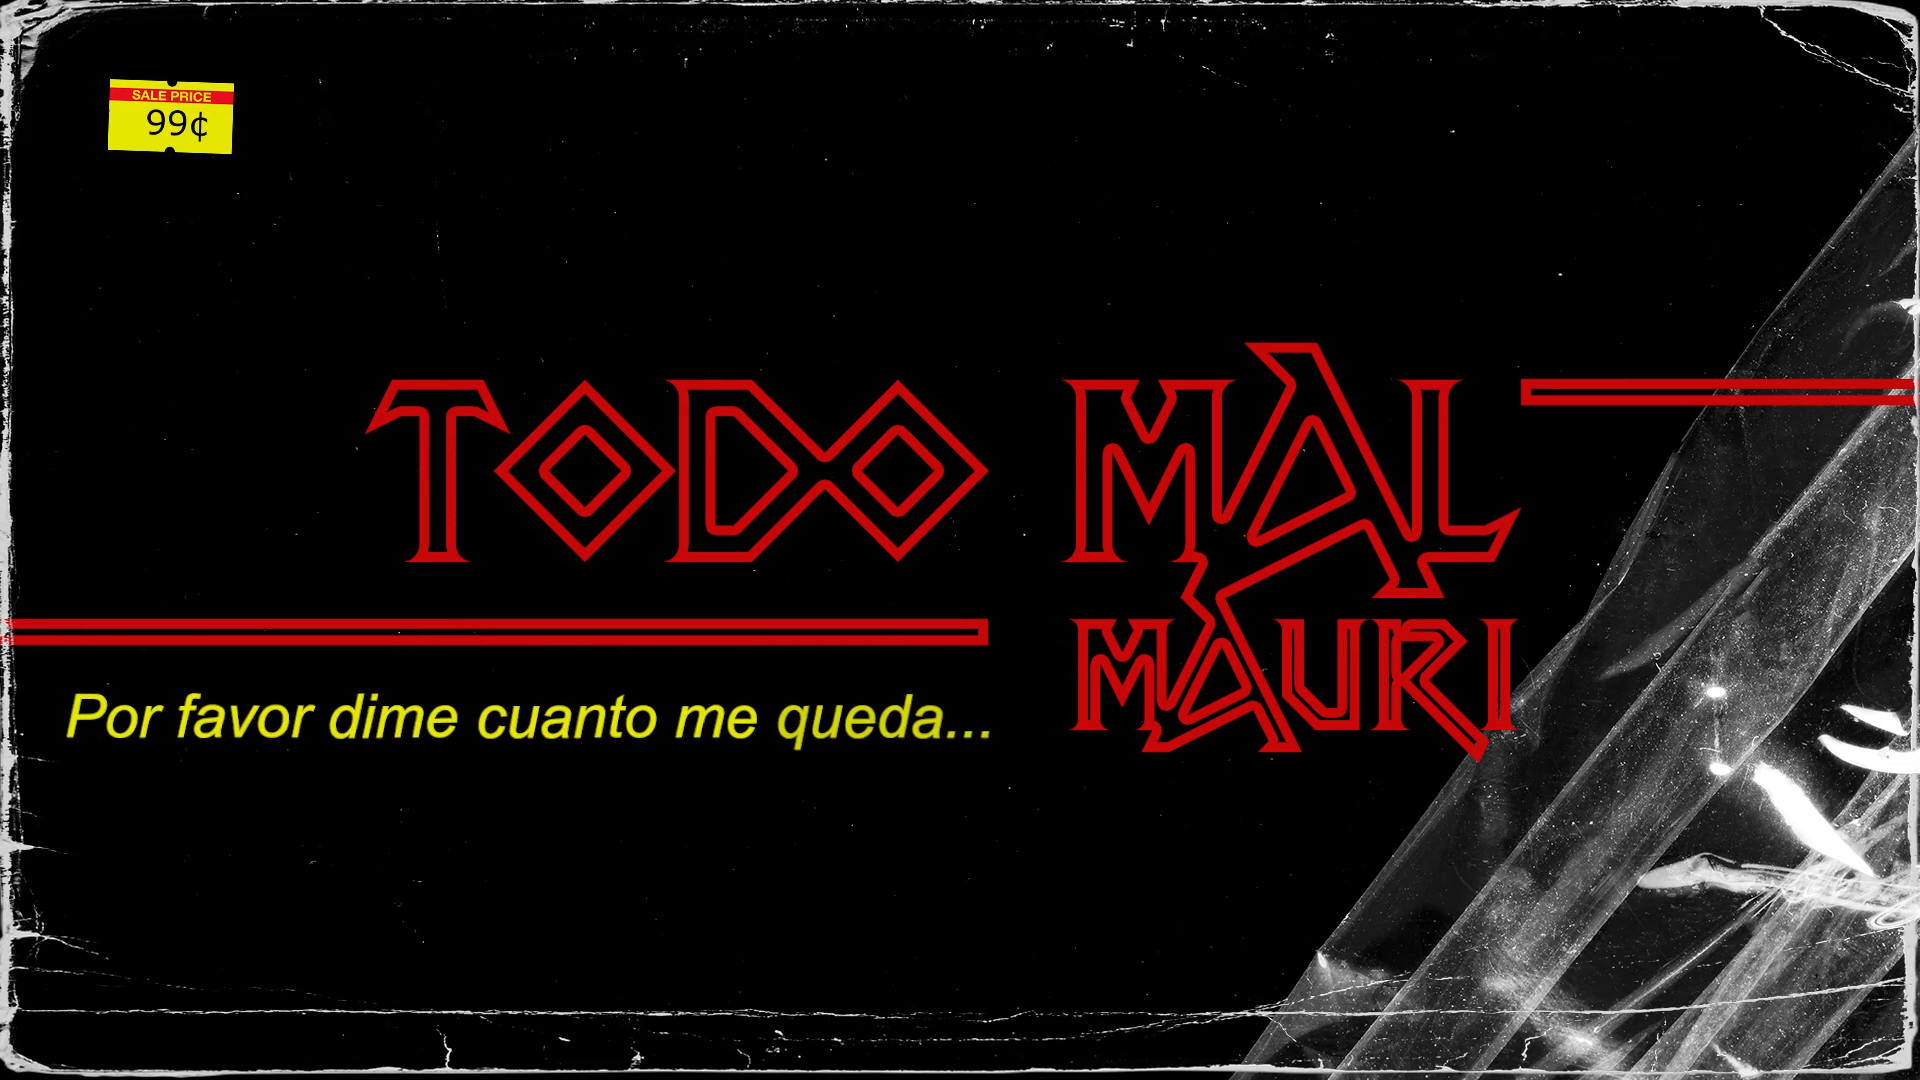 SALE PRICE
99¢
TODO MAL
MAURI
Por favor dime cuanto me queda...